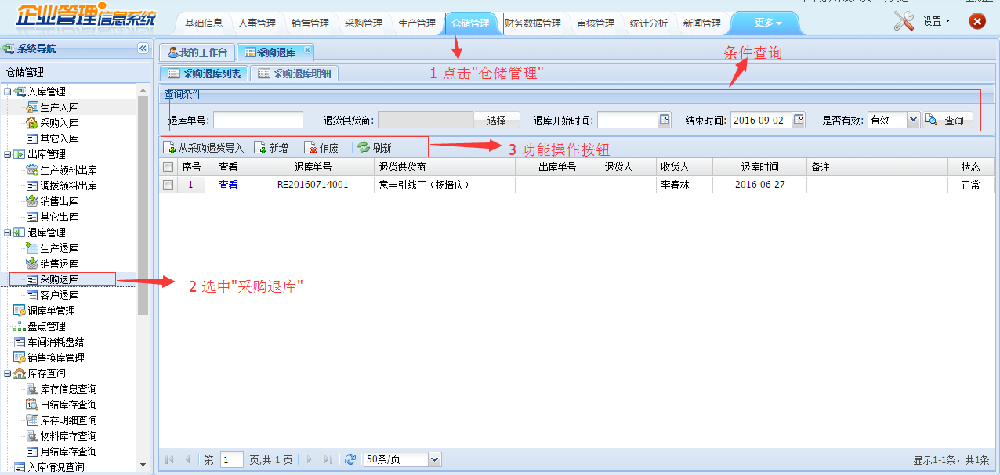 企业管理信息系统
基础信息 人事管理 销售管理 采购管理 生产管理 仓储管理 财务数据管理 审核管理 统计分析 新闻管理 更多 设置
系统导航
我的工作台 采购退库
仓储管理
采购退库列表 采购退库明细
1 点击"仓储管理"
条件查询
查询条件
退库单号: 退货供货商: 选择 退库开始时间: 结束时间: 2016-09-02 是否有效: 有效 查询
从采购退货导入 新增 作废 刷新
3 功能操作按钮
序号 查看 退库单号 退货供货商 出库单号 退货人 收货人 退库时间 备注 状态
1 查看 RE20160714001 意丰引线厂（杨培庆） 李春林 2016-06-27 正常
入库管理
生产入库
采购入库
其它入库
出库管理
生产领料出库
调拨领料出库
销售出库
其它出库
退库管理
生产退库
销售退库
采购退库
2 选中"采购退库"
客户退库
调库单管理
盘点管理
车间消耗盘结
销售换库管理
库存查询
库存信息查询
日结库存查询
库存明细查询
物料库存查询
月结库存查询
入库情况查询
第 1 页,共 1 页 50条/页 显示1-1条，共1条